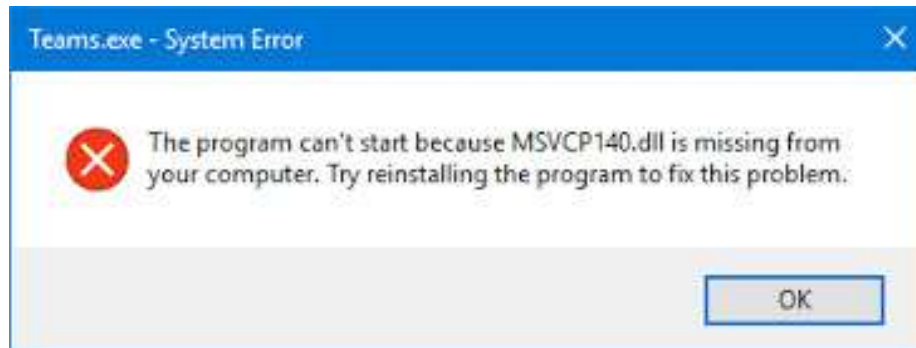 Teams.exe - System Error
The program can't start because MSVCP140.dll is missing from
your computer. Try reinstalling the program to fix this problem.
OK